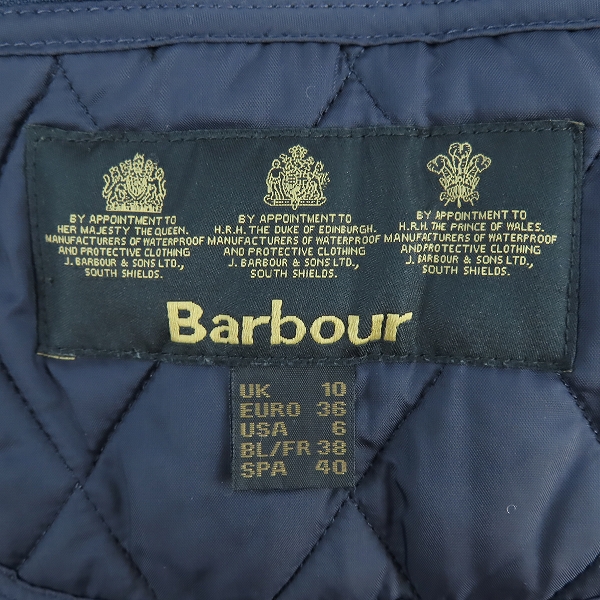 BY APPOINTMENT TO
HER MAJESTY THE QUEEN.
MANUFACTURERS OF WATERPROOF
AND PROTECTIVE CLOTHING
J. BARBOUR & SONS LTD.,
SOUTH SHIELDS.
BY APPOINTMENT TO
H.R.H. THE DUKE OF EDINBURGH.
MANUFACTURERS OF WATERPROOF
AND PROTECTIVE CLOTHING
J. BARBOUR & SONS LTD.,
SOUTH SHIELDS.
BY APPOINTMENT TO
H.R.H. THE PRINCE OF WALES.
MANUFACTURERS OF WATERPROOF
AND PROTECTIVE CLOTHING
J. BARBOUR & SONS LTD.,
SOUTH SHIELDS.
Barbour
UK 10
EURO 36
USA 6
BL/FR 38
SPA 40